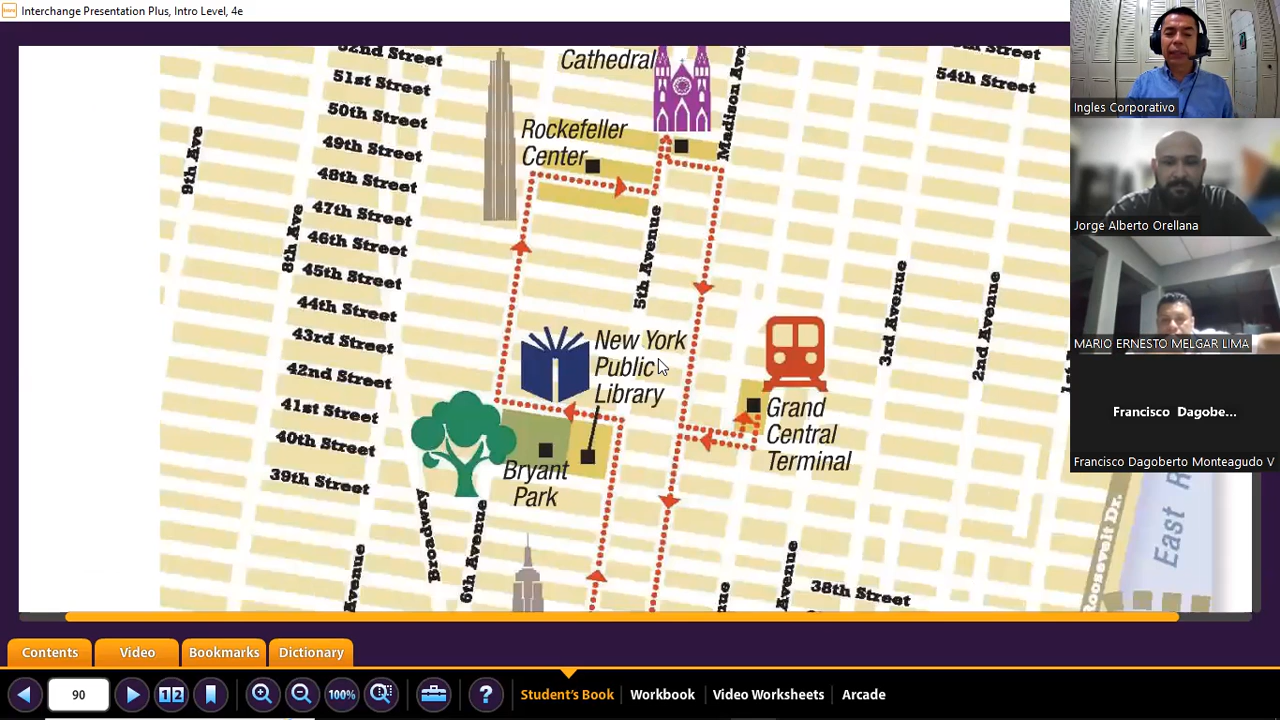 Interchange Presentation Plus, Intro Level, 4e
52nd Street
51st Street
50th Street
49th Street
48th Street
47th Street
46th Street
45th Street
44th Street
43rd Street
42nd Street
41st Street
40th Street
39th Street
9th Ave
8th Ave
Avenue
Broadway
6th Avenue
Cathedral
Rockefeller
Center
Madison Ave
5th Avenue
New York
Public
Library
Bryant
Park
Grand
Central
Terminal
54th Street
3rd Avenue
2nd Avenue
Avenue
38th Street
Roosevelt Dr.
East R
Ingles Corporativo
Jorge Alberto Orellana
MARIO ERNESTO MELGAR LIMA
Francisco Dagobe...
Francisco Dagoberto Monteagudo V
Contents
Video
Bookmarks
Dictionary
90
1 2
100%
?
Student's Book
Workbook
Video Worksheets
Arcade